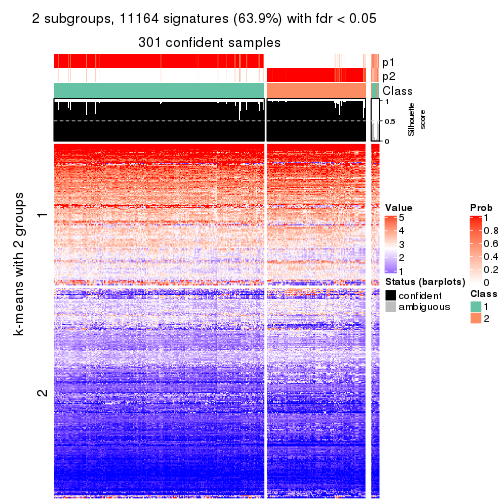 2 subgroups, 11164 signatures (63.9%) with fdr < 0.05
301 confident samples
p1
p2
Class
1
0.5
0
Silhouette
score
k-means with 2 groups
1
2
Value
5
4
3
2
1
Prob
1
0.8
0.6
0.4
0.2
0
Status (barplots)
confident
ambiguous
Class
1
2